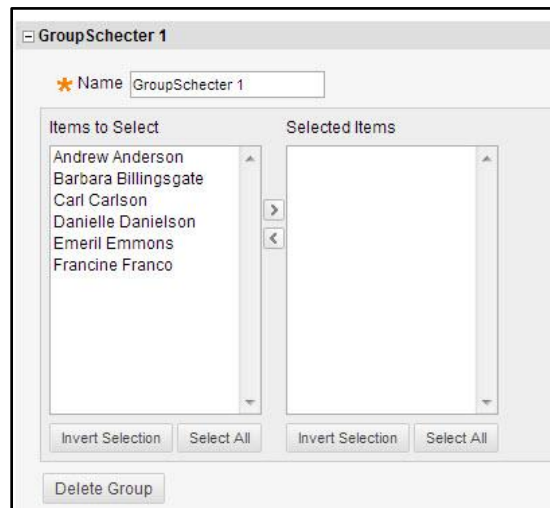 GroupSchecter 1
Name GroupSchecter 1
Items to Select
Andrew Anderson
Barbara Billingsgate
Carl Carlson
Danielle Danielson
Emeril Emmons
Francine Franco
Invert Selection Select All
Selected Items
Invert Selection Select All
Delete Group